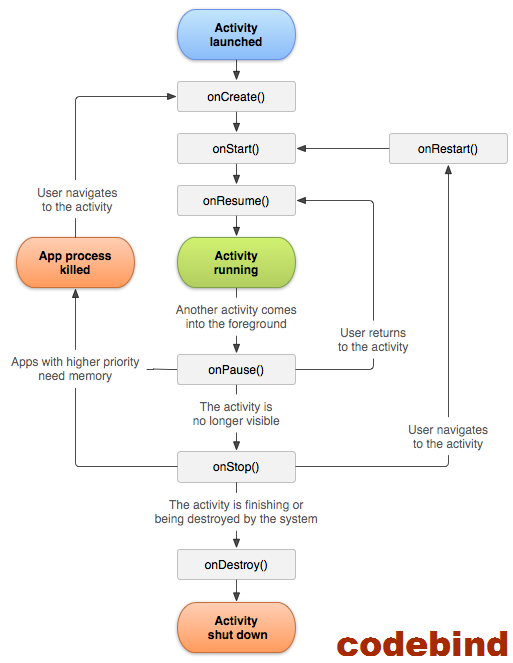 Activity
launched
onCreate()
onStart()
onRestart()
User navigates
to the activity
onResume()
App process
killed
Activity
running
Another activity comes
into the foreground
User returns
to the activity
Apps with higher priority
need memory
onPause()
The activity is
no longer visible
User navigates
to the activity
onStop()
The activity is finishing or
being destroyed by the system
onDestroy()
Activity
shut down
codebind